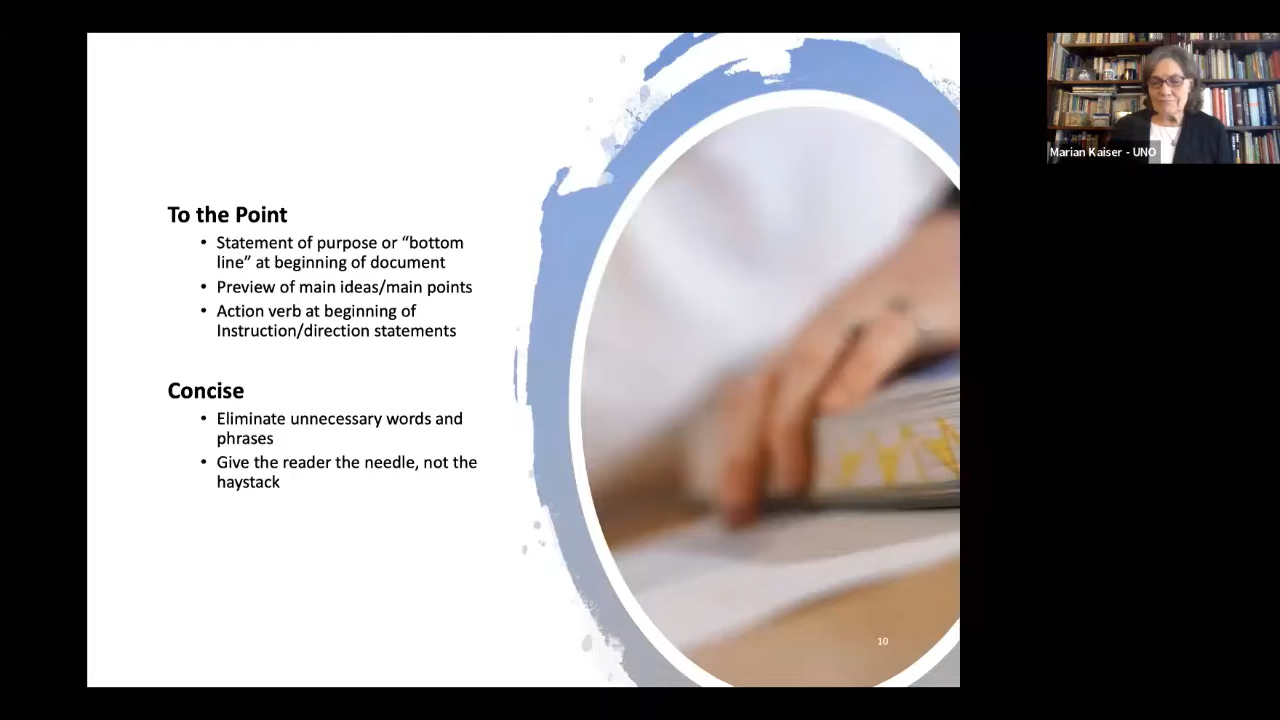 To the Point
• Statement of purpose or “bottom
line” at beginning of document
• Preview of main ideas/main points
• Action verb at beginning of
Instruction/direction statements
Concise
• Eliminate unnecessary words and
phrases
• Give the reader the needle, not the
haystack
10
Marian Kaiser - UNO